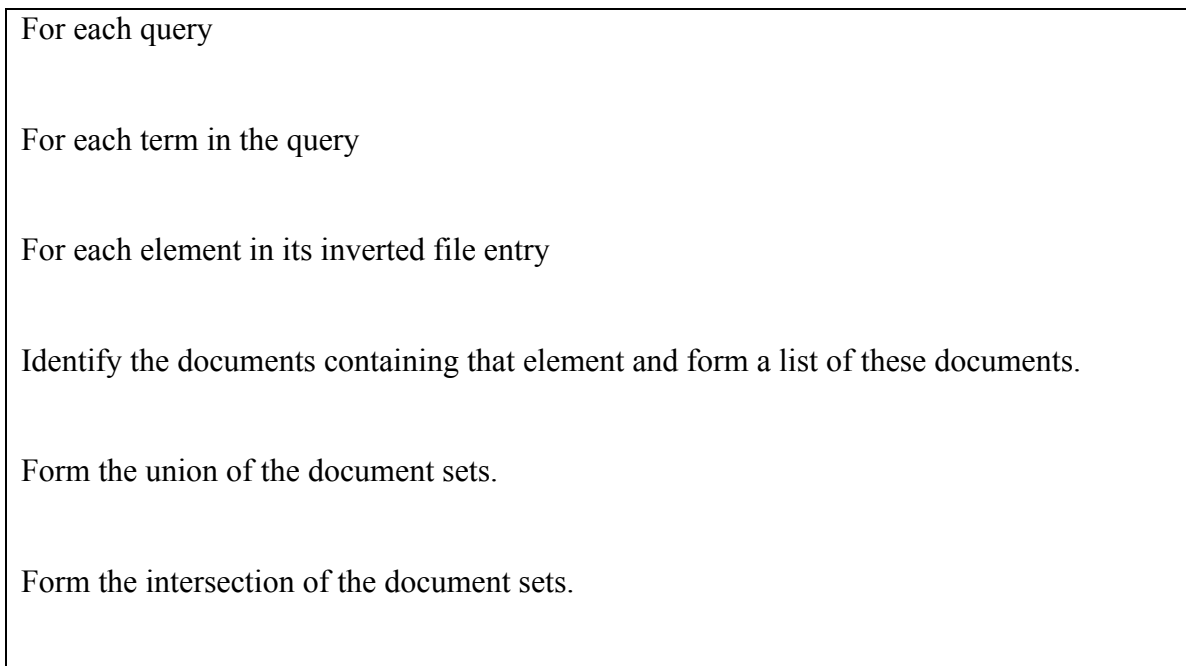 For each query
For each term in the query
For each element in its inverted file entry
Identify the documents containing that element and form a list of these documents.
Form the union of the document sets.
Form the intersection of the document sets.